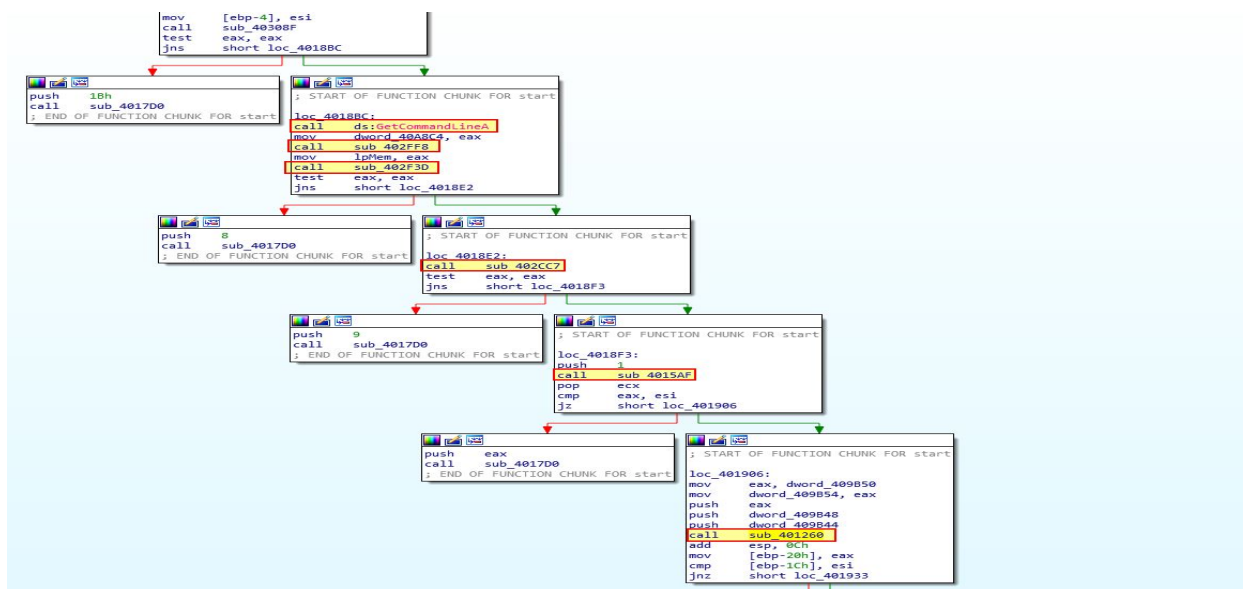 mov [ebp-4], esi
call sub_40308F
test eax, eax
jns short loc_4018BC
push 1Bh
call sub_4017D0
; END OF FUNCTION CHUNK FOR start
; START OF FUNCTION CHUNK FOR start
loc_4018BC:
call ds:GetCommandLineA
mov dword_40A8C4, eax
call sub_402FF8
mov lpMem, eax
call sub_402F3D
test eax, eax
jns short loc_4018E2
push 8
call sub_4017D0
; END OF FUNCTION CHUNK FOR start
; START OF FUNCTION CHUNK FOR start
loc_4018E2:
call sub_402CC7
test eax, eax
jns short loc_4018F3
push 9
call sub_4017D0
; END OF FUNCTION CHUNK FOR start
; START OF FUNCTION CHUNK FOR start
loc_4018F3:
push 1
call sub_4015AF
pop ecx
cmp eax, esi
jz short loc_401906
push eax
call sub_4017D0
; END OF FUNCTION CHUNK FOR start
; START OF FUNCTION CHUNK FOR start
loc_401906:
mov eax, dword_409B50
mov dword_409B54, eax
push eax
push dword_409B48
push dword_409B44
call sub_401260
add esp, 0Ch
mov [ebp-20h], eax
cmp [ebp-1Ch], esi
jnz short loc_401933